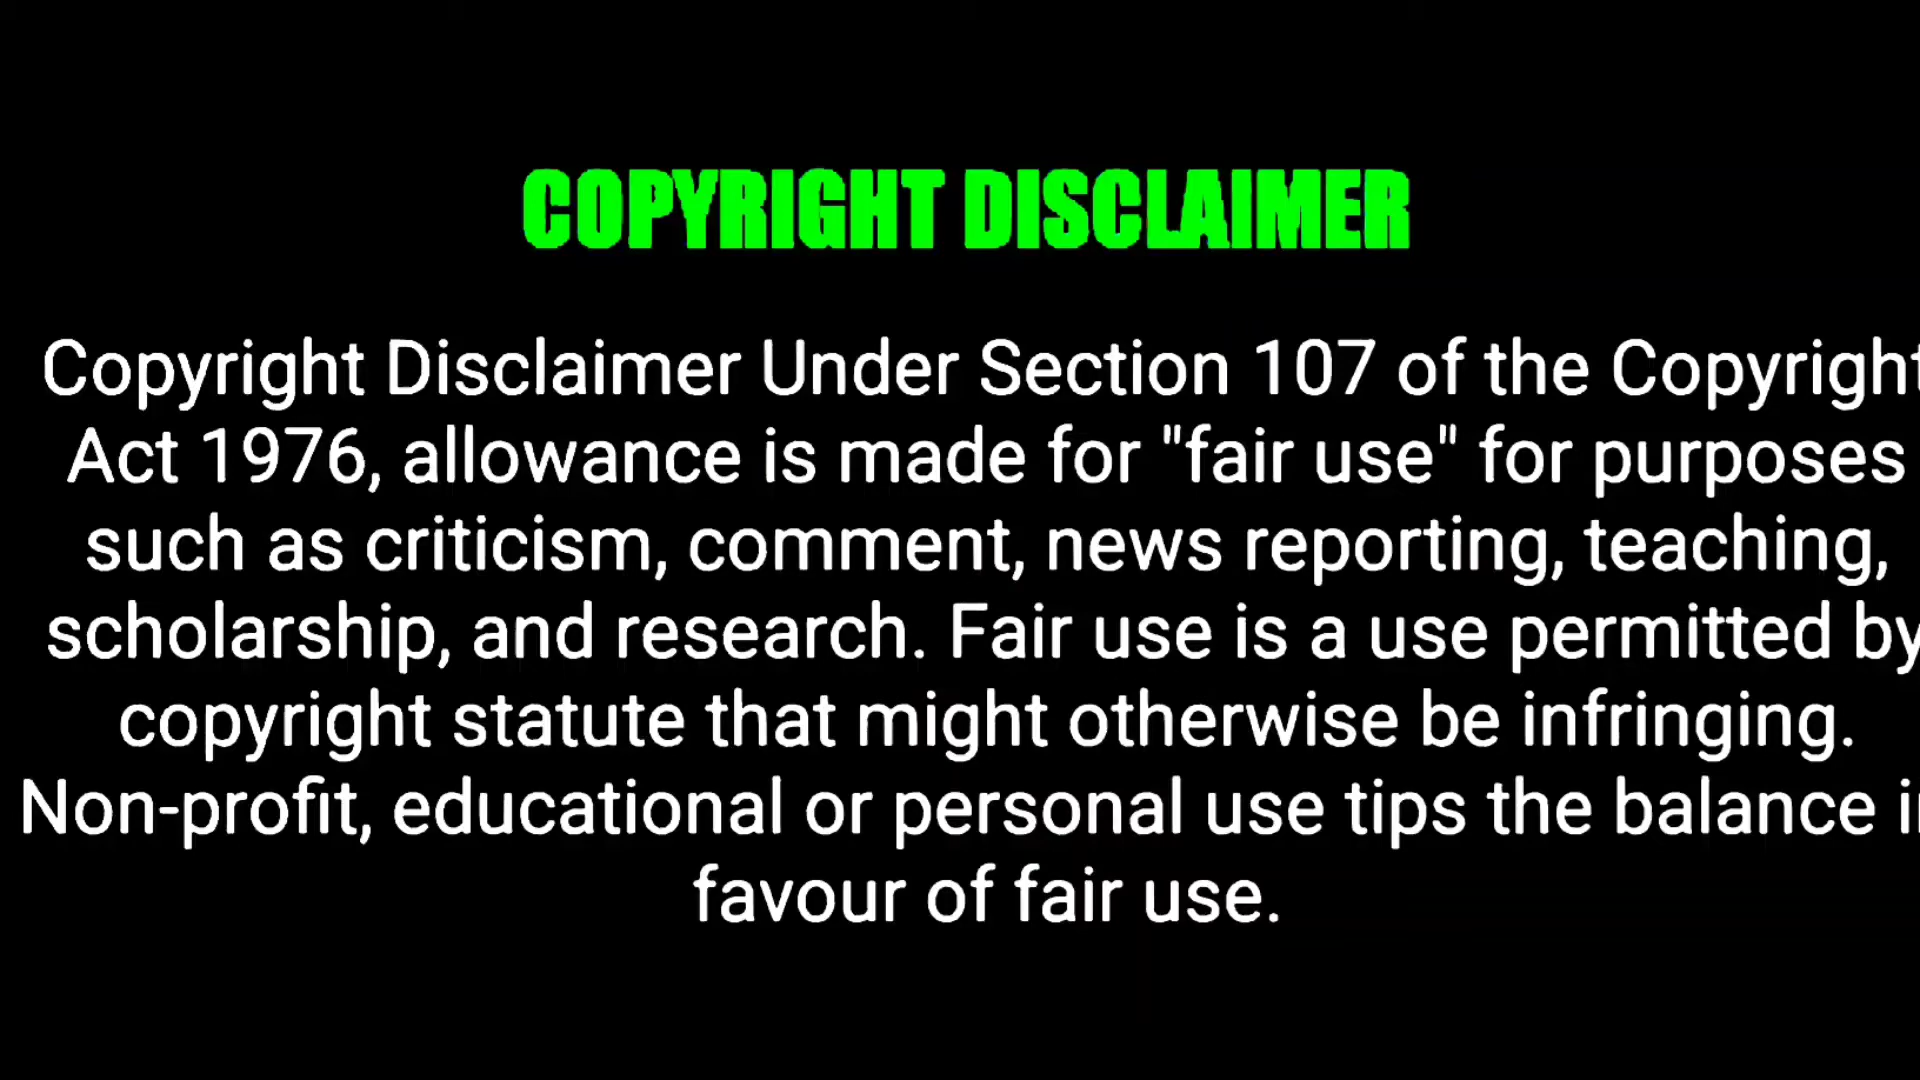 COPYRIGHT DISCLAIMER
Copyright Disclaimer Under Section 107 of the Copyright
Act 1976, allowance is made for "fair use" for purposes
such as criticism, comment, news reporting, teaching,
scholarship, and research. Fair use is a use permitted by
copyright statute that might otherwise be infringing.
Non-profit, educational or personal use tips the balance in
favour of fair use.